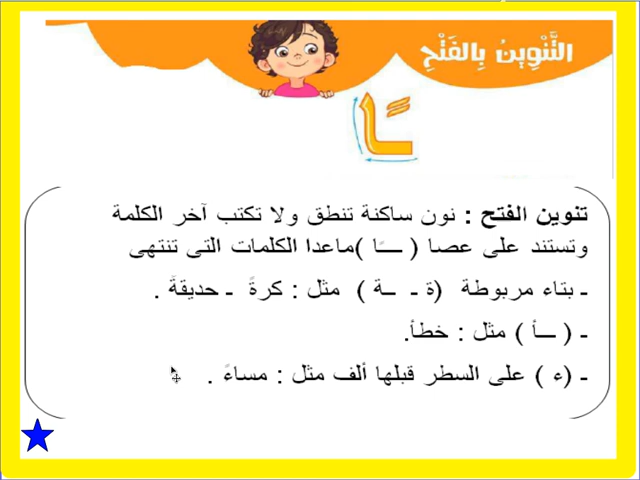 التَّنْوِينُ بِالفَتْحِ
ـًا
تنوين الفتح : نون ساكنة تنطق ولا تكتب آخر الكلمة
وتستند على عصا ( ـــًا )ماعدا الكلمات التى تنتهى
ـ بتاء مربوطة (ة ـ ـة ) مثل : كرةً ـ حديقةً .
ـ ( ـــأ ) مثل : خطأ.
ـ (ء ) على السطر قبلها ألف مثل : مساءً .